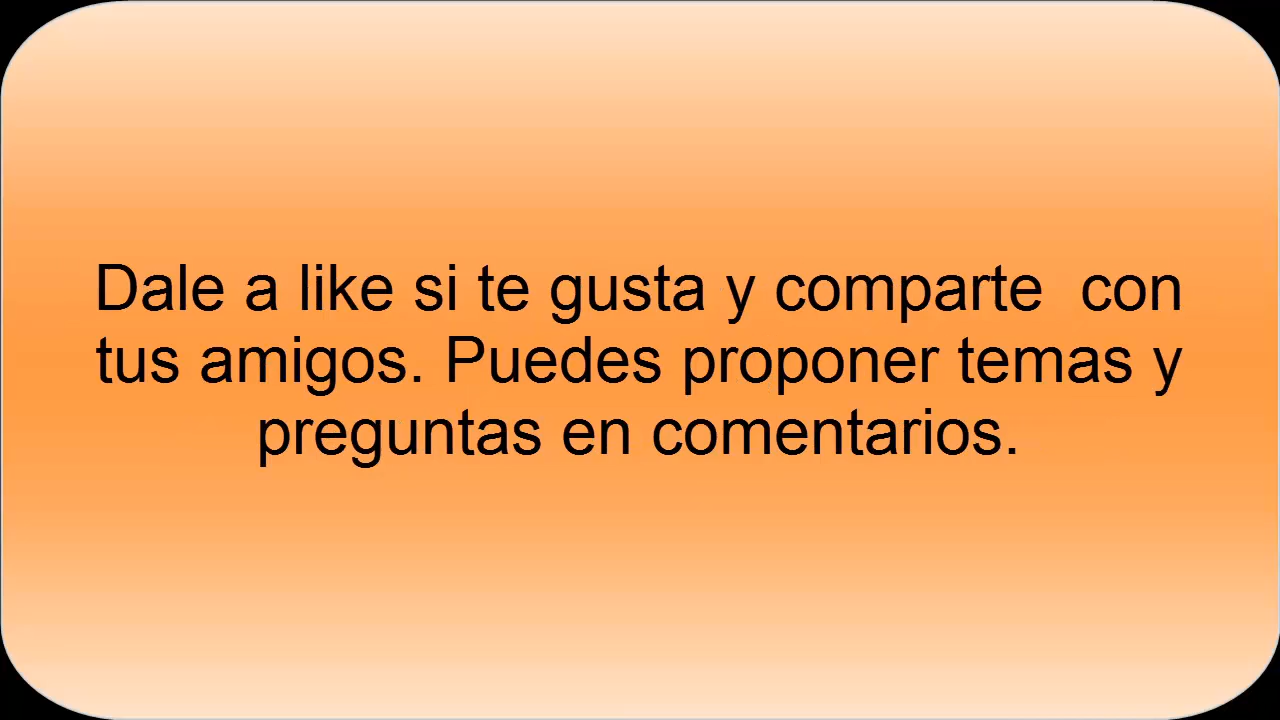 Dale a like si te gusta y comparte  con
tus amigos. Puedes proponer temas y
preguntas en comentarios.